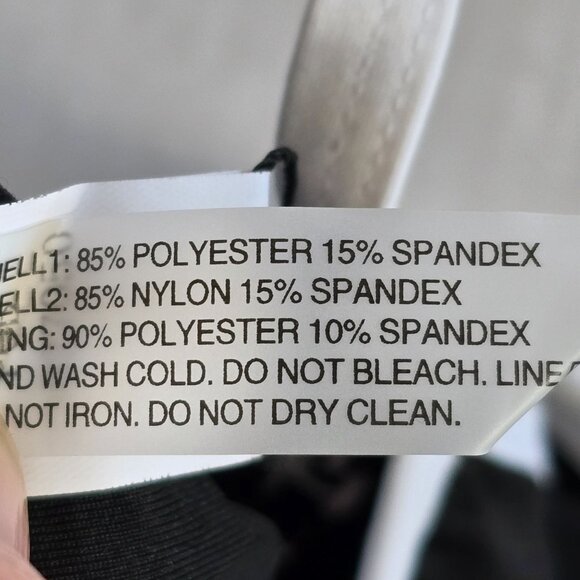 ELL1: 85% POLYESTER 15% SPANDEX
ELL2: 85% NYLON 15% SPANDEX
NG: 90% POLYESTER 10% SPANDEX
ND WASH COLD. DO NOT BLEACH. LINE
NOT IRON. DO NOT DRY CLEAN.